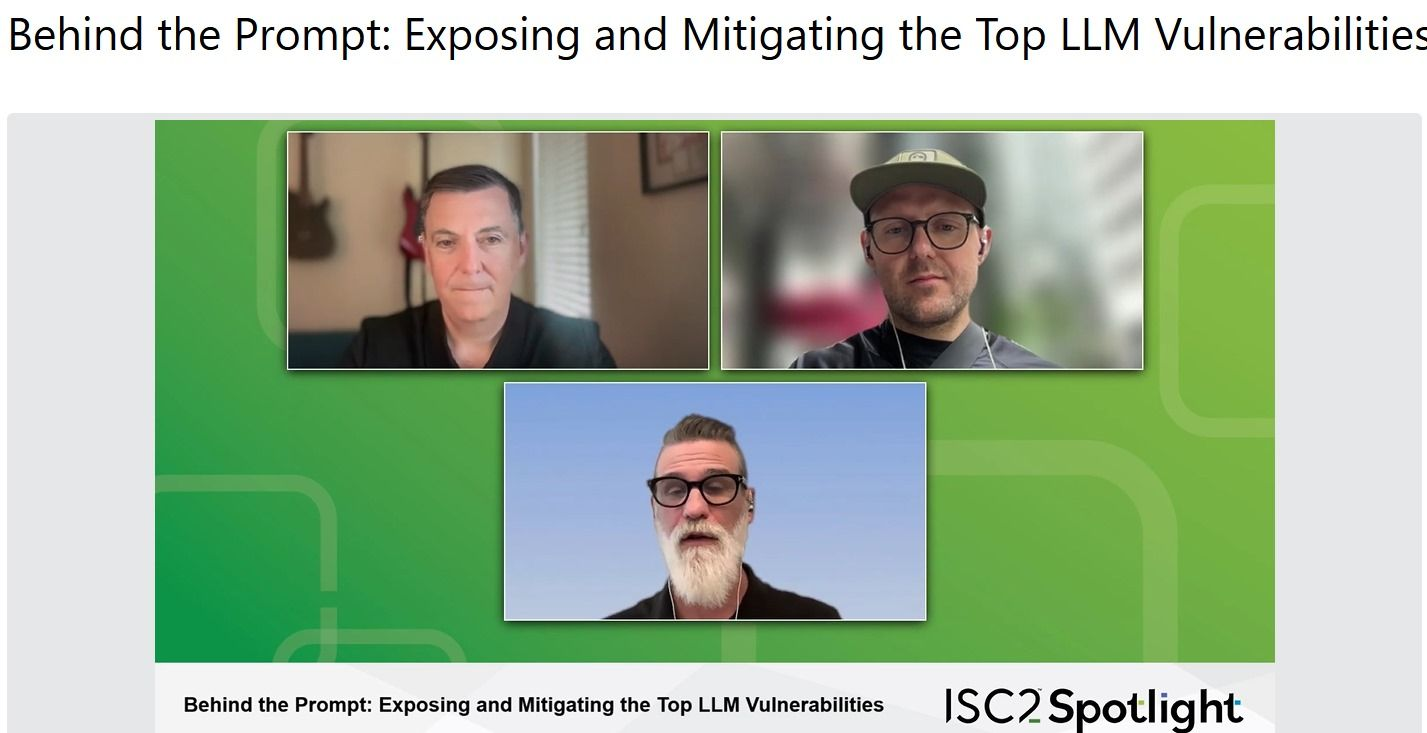 Behind the Prompt: Exposing and Mitigating the Top LLM Vulnerabilities
Behind the Prompt: Exposing and Mitigating the Top LLM Vulnerabilities
ISC2™ Spotlight